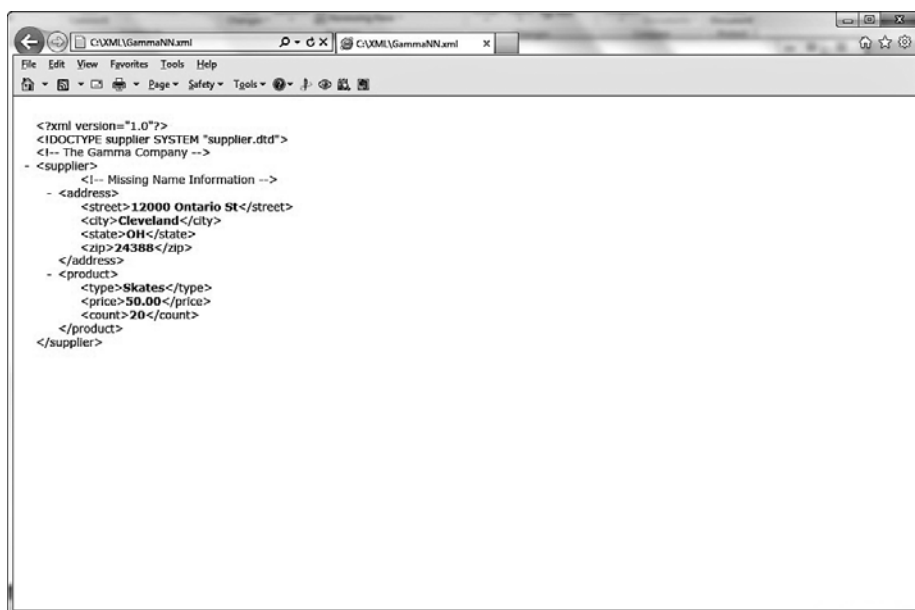 C:\XML\GammaNN.xml
C:\XML\GammaNN.xml
File Edit View Favorites Tools Help
Page Safety Tools
<?xml version="1.0"?>
<!DOCTYPE supplier SYSTEM "supplier.dtd">
<!-- The Gamma Company -->
- <supplier>
<!-- Missing Name Information -->
- <address>
<street>12000 Ontario St</street>
<city>Cleveland</city>
<state>OH</state>
<zip>24388</zip>
</address>
- <product>
<type>Skates</type>
<price>50.00</price>
<count>20</count>
</product>
</supplier>